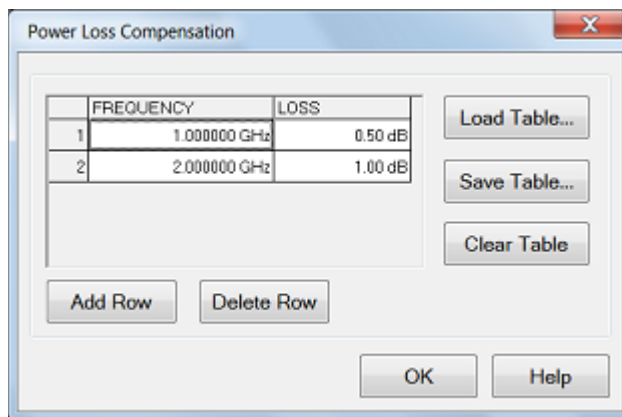 Power Loss Compensation
FREQUENCY LOSS
1 1.000000 GHz 0.50 dB
2 2.000000 GHz 1.00 dB
Load Table...
Save Table...
Clear Table
Add Row Delete Row
OK Help